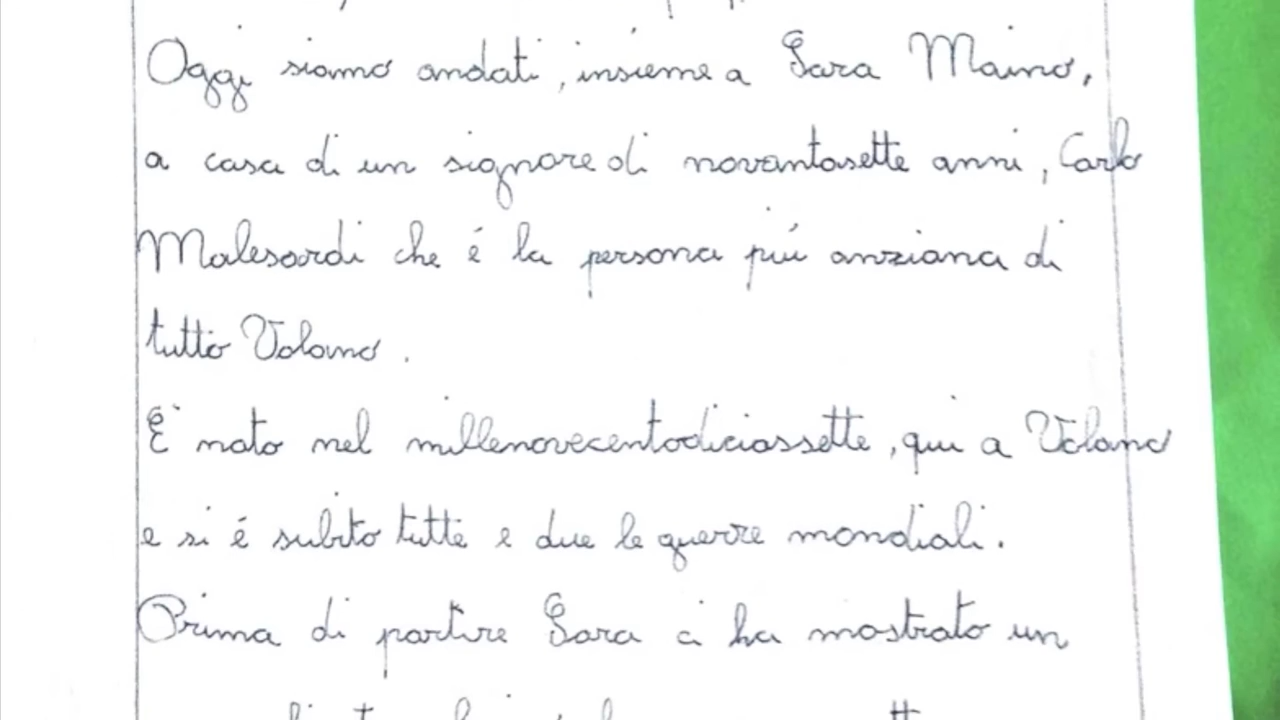 Oggi siamo andati, insieme a Sara Maino,
a casa di un signore di novantasette anni, Carlo
Malesardi che é la persona piú anziana di
tutto Volano.
E' nato nel millenovecentodiciassette, qui a Volano
e si é subito tutte e due le guerre mondiali.
Prima di partire Sara ci ha mostrato un